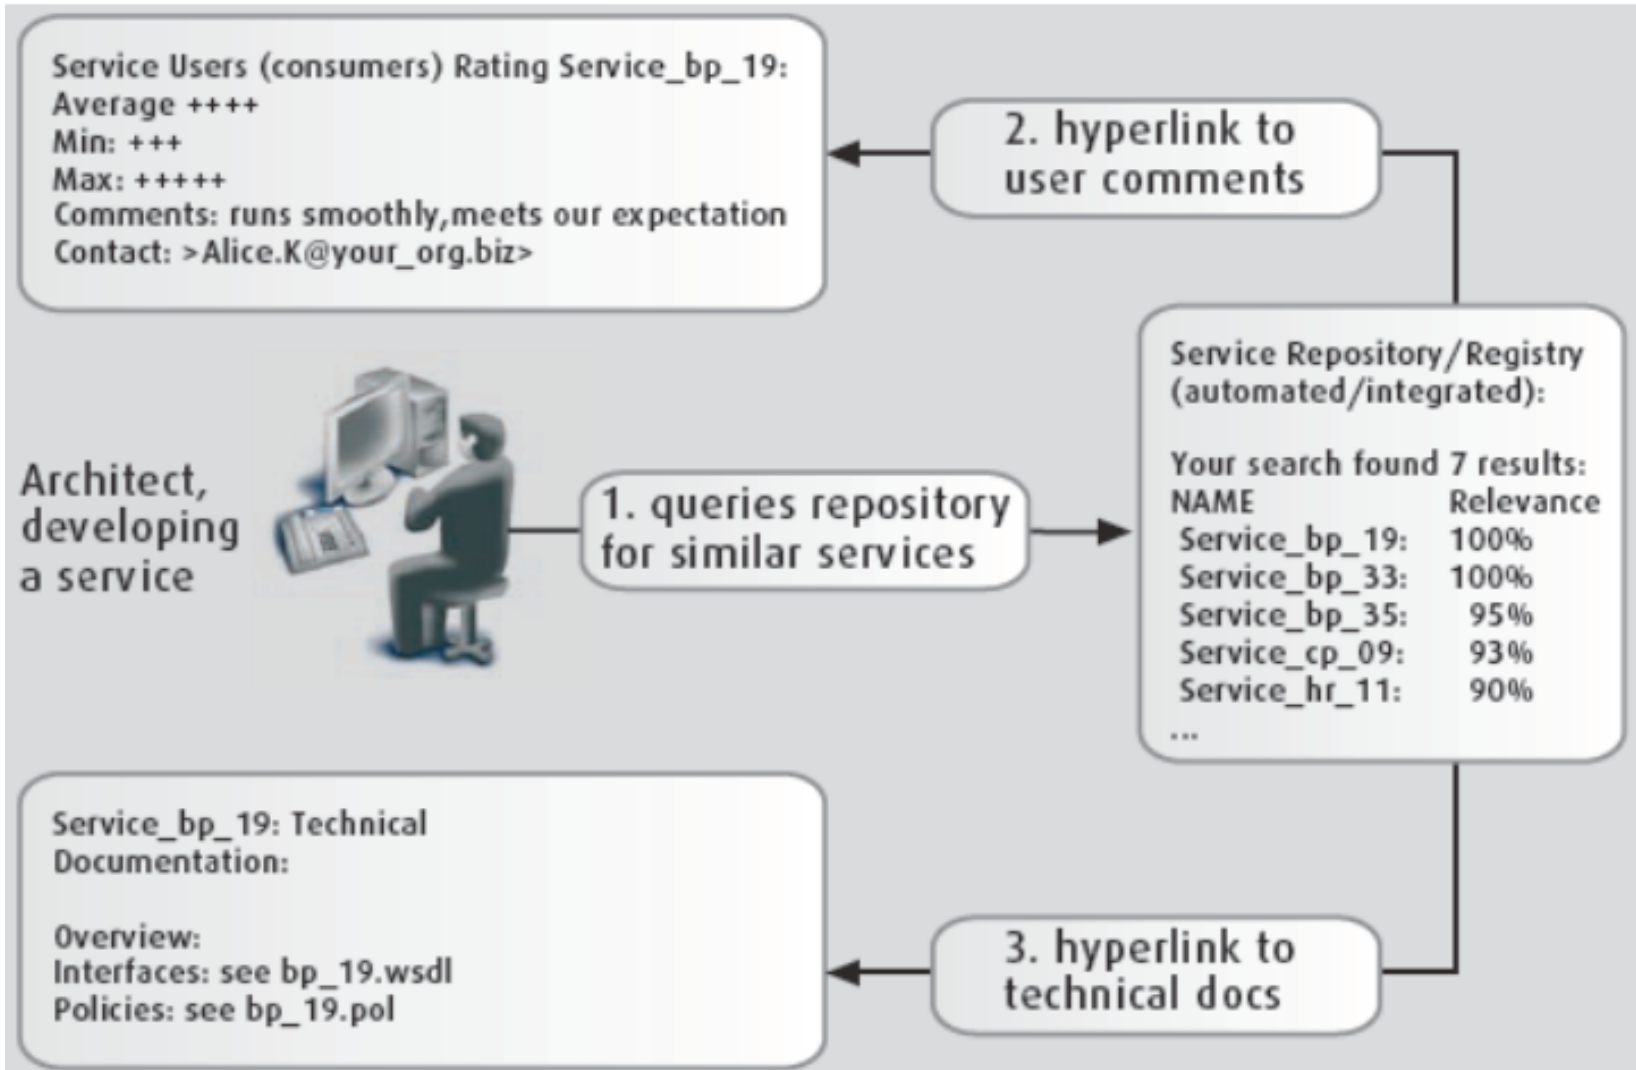 Service Users (consumers) Rating Service_bp_19:
Average ++++
Min: +++
Max: +++++
Comments: runs smoothly,meets our expectation
Contact: >Alice.K@your_org.biz>
2. hyperlink to
user comments
Architect,
developing
a service
1. queries repository
for similar services
Service Repository/Registry
(automated/integrated):
Your search found 7 results:
NAME Relevance
Service_bp_19: 100%
Service_bp_33: 100%
Service_bp_35: 95%
Service_cp_09: 93%
Service_hr_11: 90%
...
Service_bp_19: Technical
Documentation:
Overview:
Interfaces: see bp_19.wsdl
Policies: see bp_19.pol
3. hyperlink to
technical docs